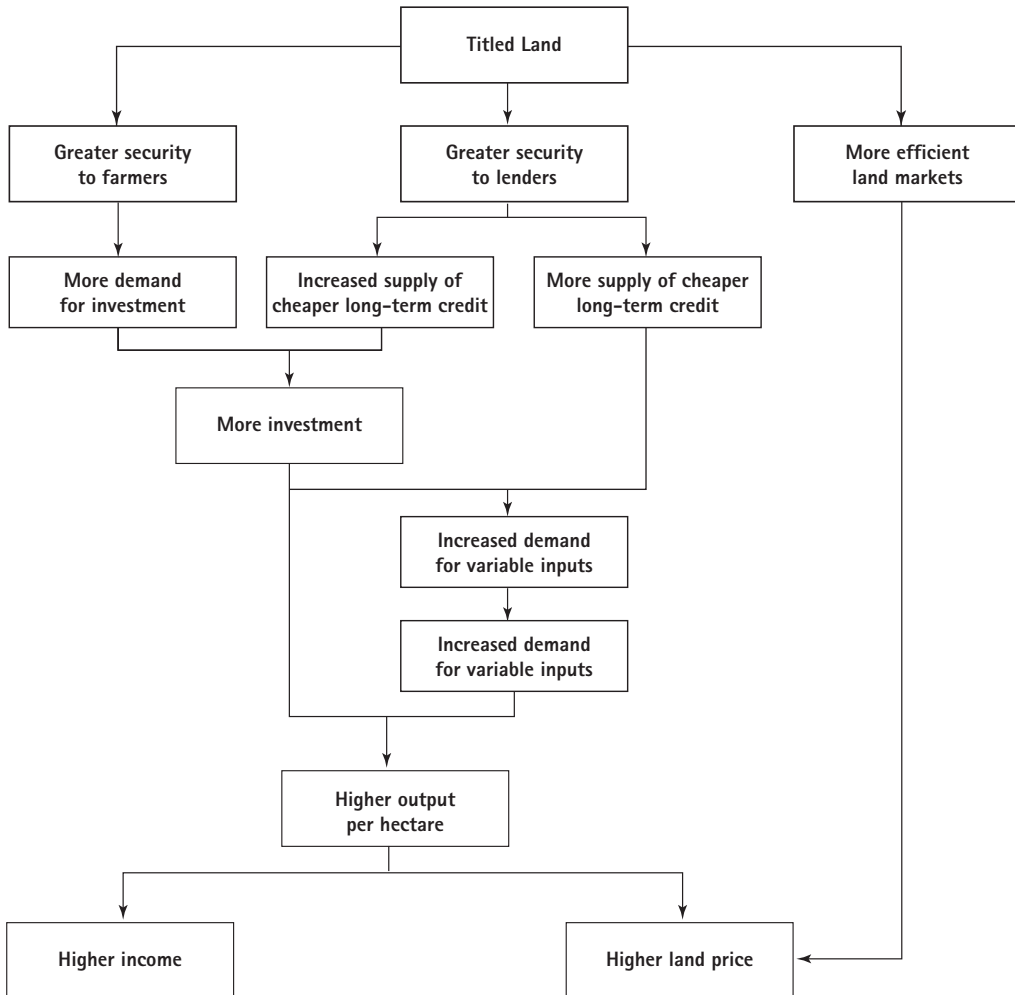 Titled Land
Greater security
to farmers
Greater security
to lenders
More efficient
land markets
More demand
for investment
Increased supply of
cheaper long-term credit
More supply of cheaper
long-term credit
More investment
Increased demand
for variable inputs
Increased demand
for variable inputs
Higher output
per hectare
Higher income
Higher land price